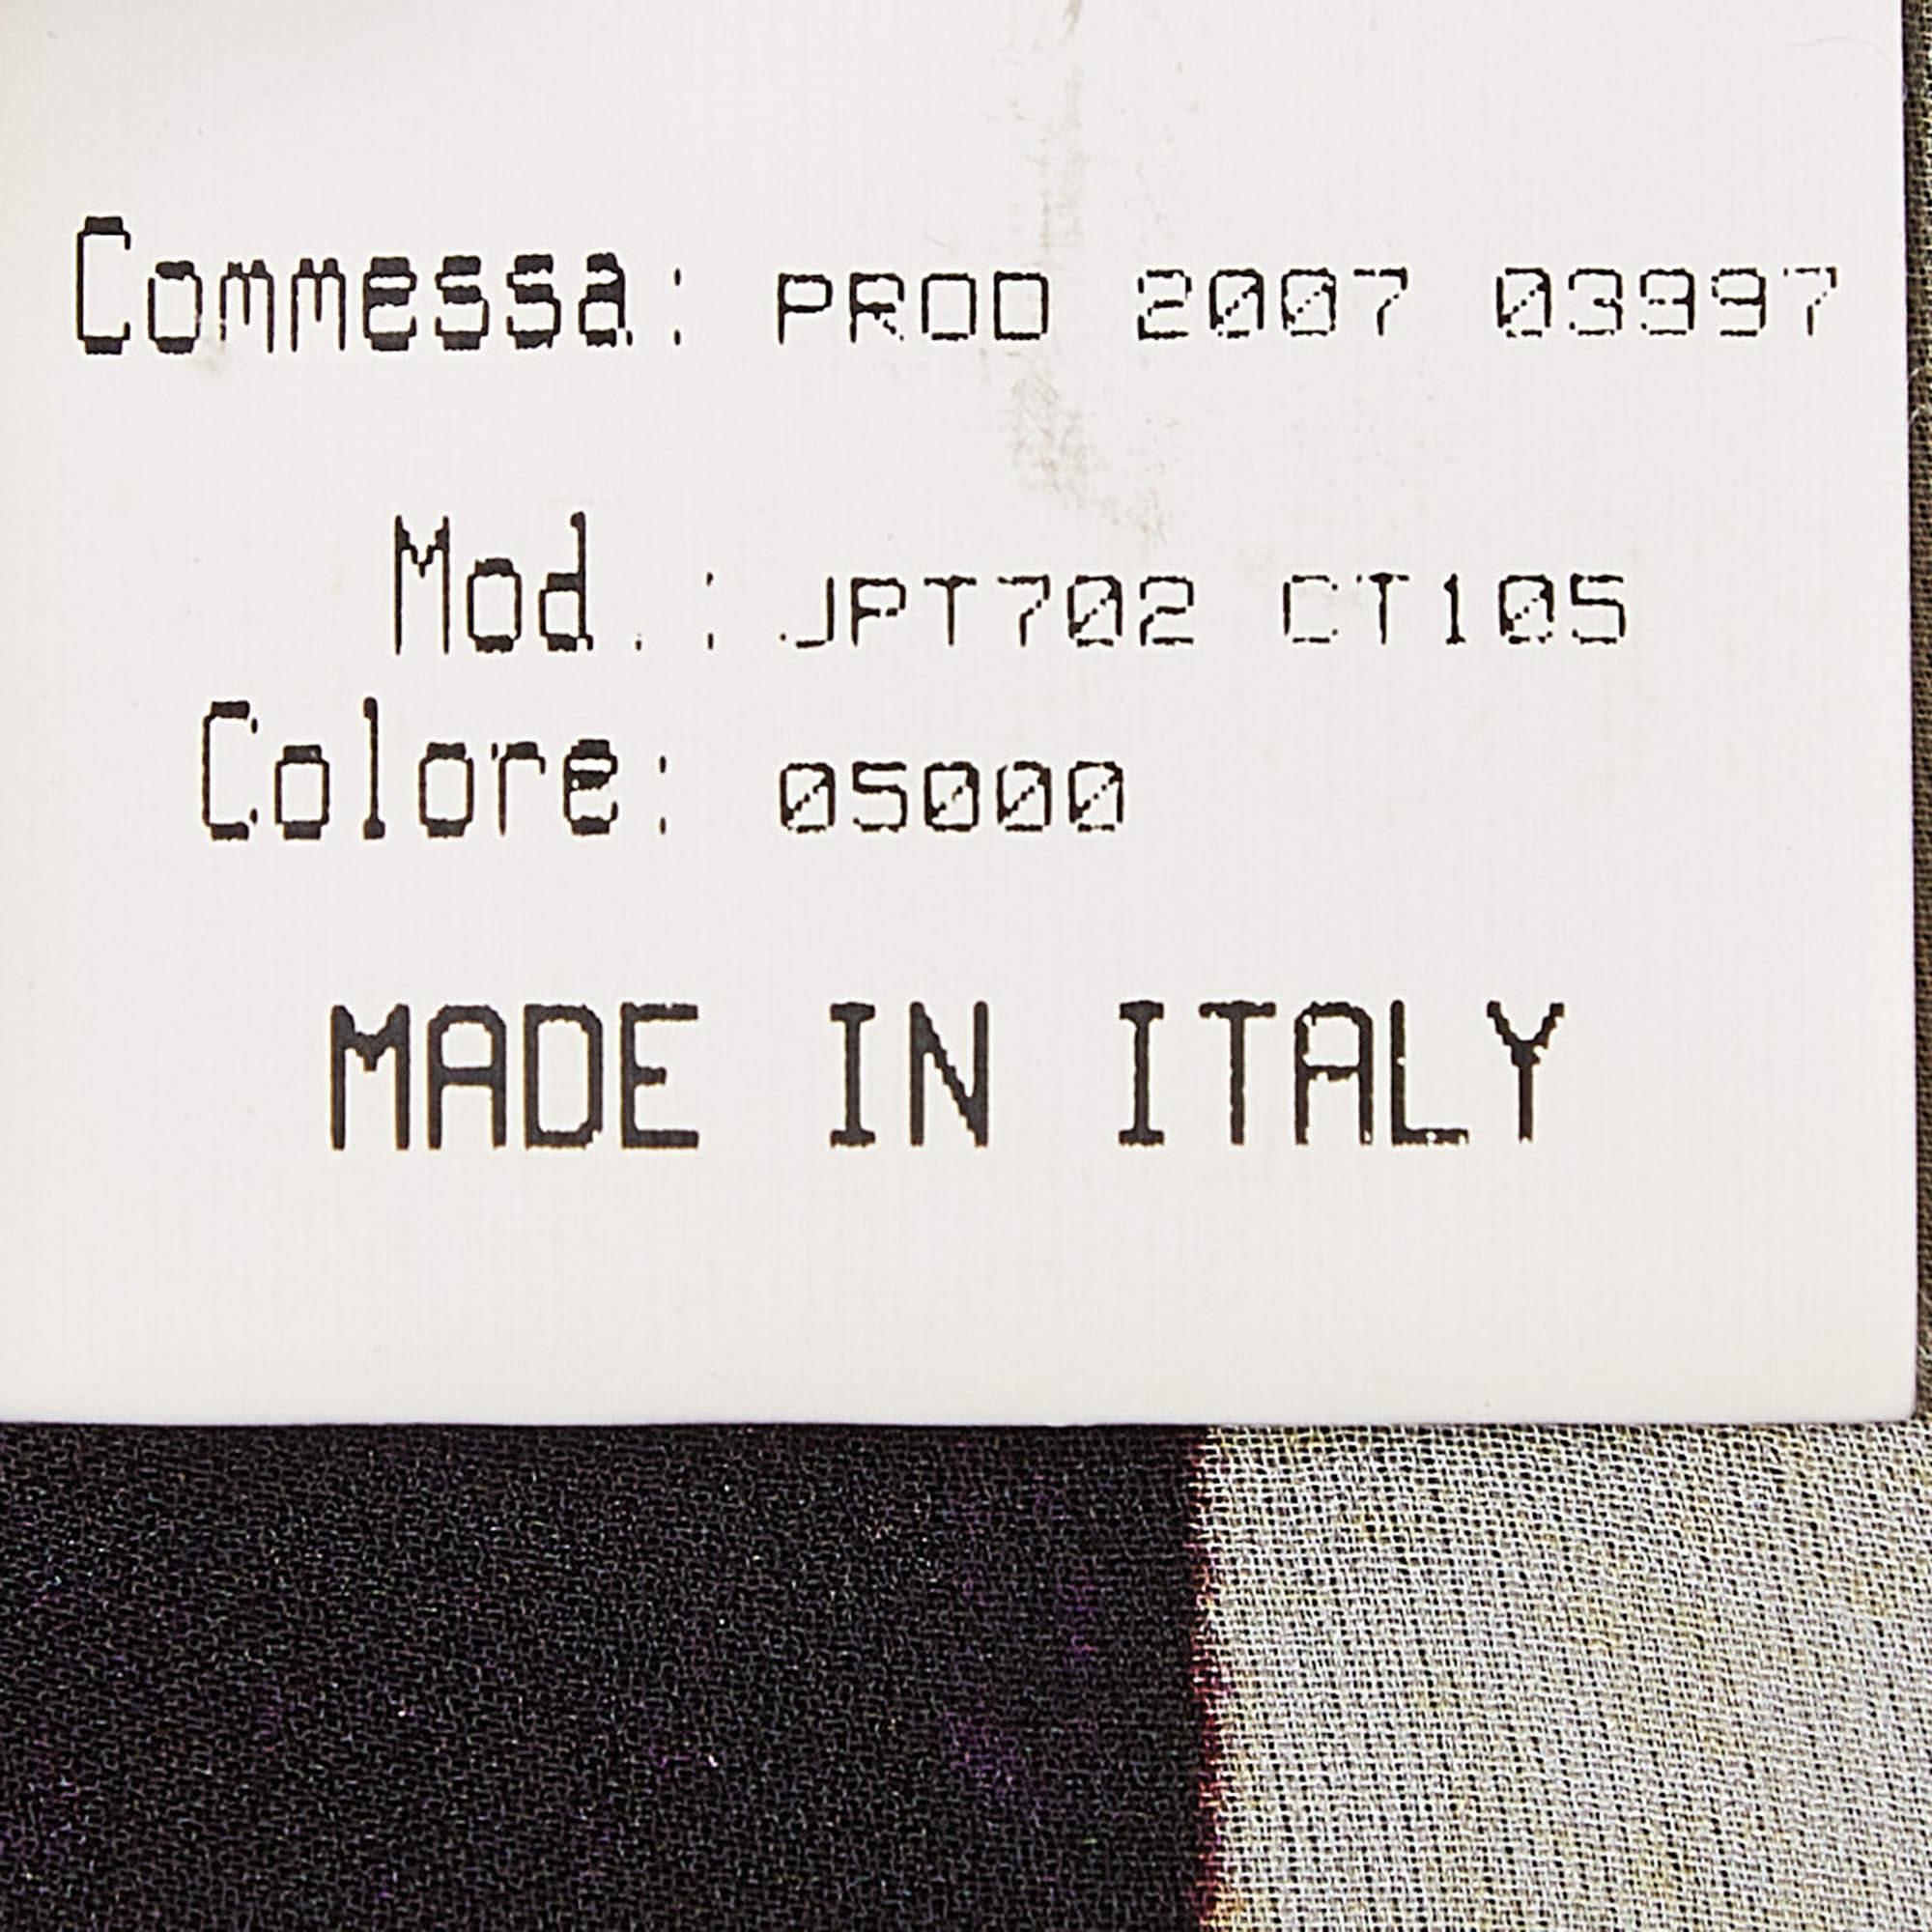 Commessa: PROD 2007 03997
Mod.: JPT702 CT105
Colore: 05000
MADE IN ITALY